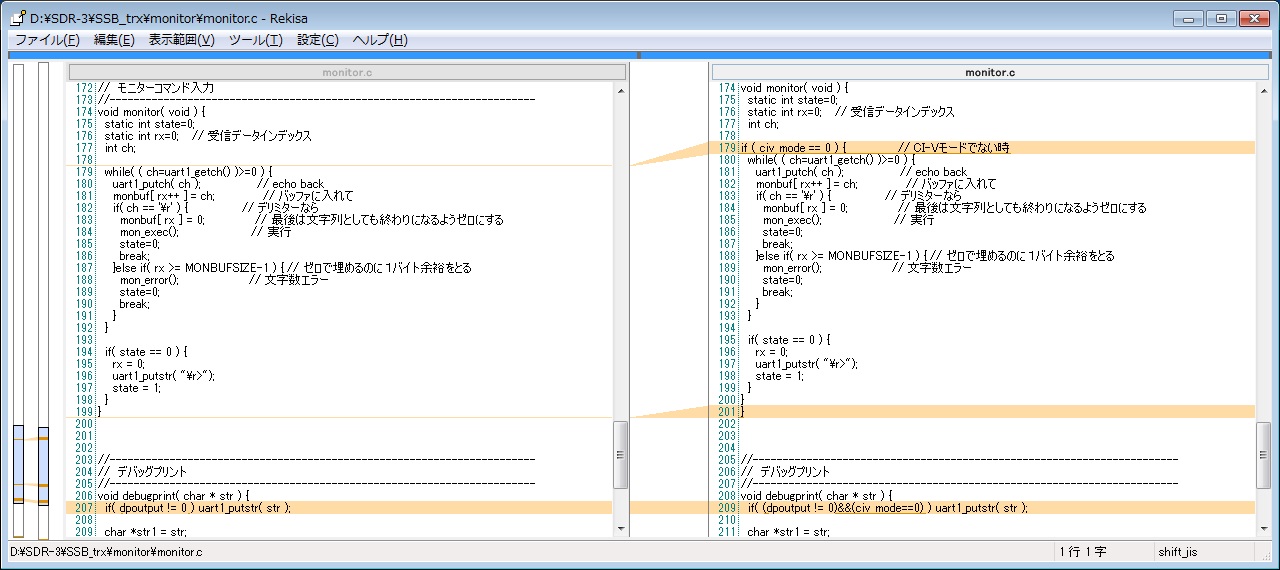 D:¥SDR-3¥SSB_trx¥monitor¥monitor.c - Rekisa
ファイル(F) 編集(E) 表示範囲(V) ツール(T) 設定(C) ヘルプ(H)
monitor.c
172 // モニターコマンド入力
173 //-----------------------------------------------------------------------
174 void monitor( void ) {
175 static int state=0;
176 static int rx=0; // 受信データインデックス
177 int ch;
178
179 while( ( ch=uart1_getch() )>=0 ) {
180 uart1_putch( ch ); // echo back
181 monbuf[ rx++ ] = ch; // バッファに入れて
182 if( ch == '¥r' ) { // デリミターなら
183 monbuf[ rx ] = 0; // 最後は文字列としても終わりになるようゼロにする
184 mon_exec(); // 実行
185 state=0;
186 break;
187 }else if( rx >= MONBUFSIZE-1 ) { // ゼロで埋めるのに1バイト余裕をとる
188 mon_error(); // 文字数エラー
189 state=0;
190 break;
191 }
192 }
193
194 if( state == 0 ) {
195 rx = 0;
196 uart1_putstr( "¥r>");
197 state = 1;
198 }
199 }
200
201
202
203 //-----------------------------------------------------------------------
204 // デバッグプリント
205 //-----------------------------------------------------------------------
206 void debugprint( char * str ) {
207 if( dpoutput != 0 ) uart1_putstr( str );
208
209 char *str1 = str;
monitor.c
174 void monitor( void ) {
175 static int state=0;
176 static int rx=0; // 受信データインデックス
177 int ch;
178
179 if ( civ_mode == 0 ) { // CI-Vモードでない時
180 while( ( ch=uart1_getch() )>=0 ) {
181 uart1_putch( ch ); // echo back
182 monbuf[ rx++ ] = ch; // バッファに入れて
183 if( ch == '¥r' ) { // デリミターなら
184 monbuf[ rx ] = 0; // 最後は文字列としても終わりになるようゼロにする
185 mon_exec(); // 実行
186 state=0;
187 break;
188 }else if( rx >= MONBUFSIZE-1 ) { // ゼロで埋めるのに1バイト余裕をとる
189 mon_error(); // 文字数エラー
190 state=0;
191 break;
192 }
193 }
194
195 if( state == 0 ) {
196 rx = 0;
197 uart1_putstr( "¥r>");
198 state = 1;
199 }
200 }
201 }
202
203
204
205 //-----------------------------------------------------------------------
206 // デバッグプリント
207 //-----------------------------------------------------------------------
208 void debugprint( char * str ) {
209 if( (dpoutput != 0)&&(civ_mode==0) ) uart1_putstr( str );
210
211 char *str1 = str;
D:¥SDR-3¥SSB_trx¥monitor¥monitor.c 1 行 1 字 shift_jis